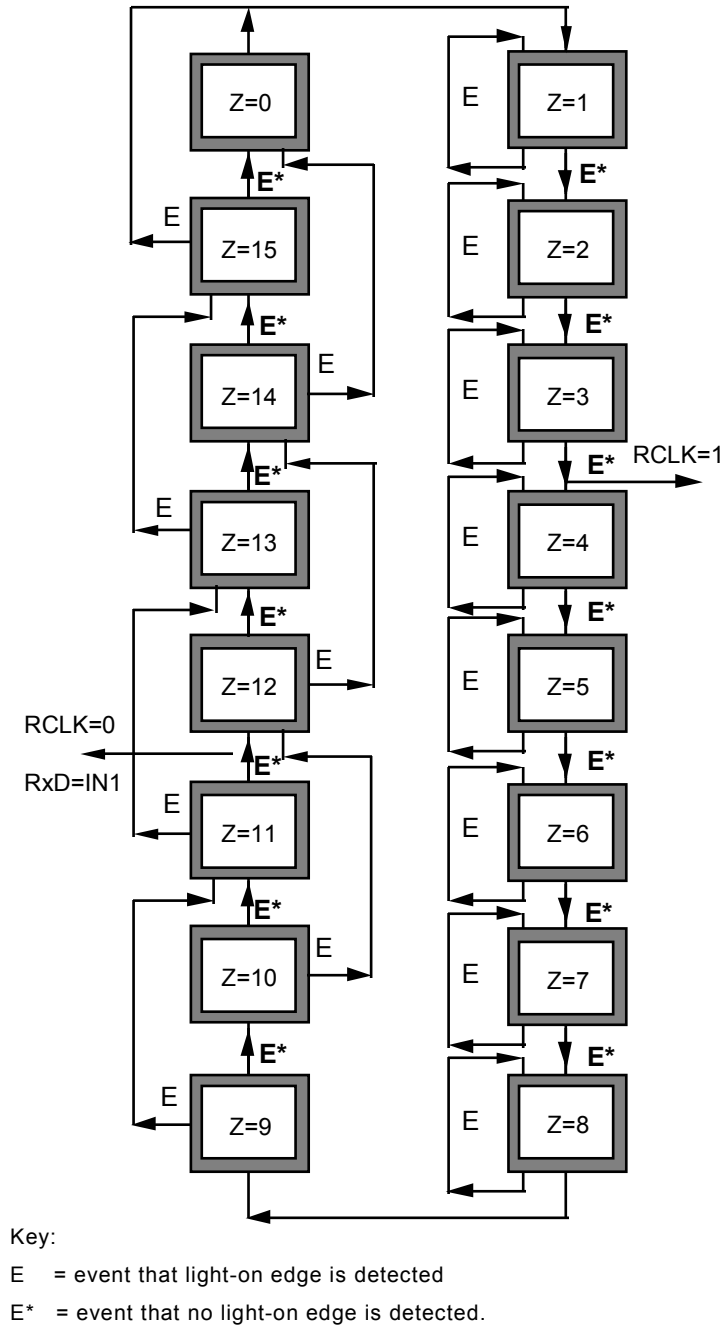 Z=0
E
Z=1
E*
E*
E
Z=15
E
Z=2
E*
E*
E
Z=14
E
Z=3
E*
E*
RCLK=1
E
Z=13
E
Z=4
E*
E*
Z=12
E
E
Z=5
RCLK=0
E*
E*
RxD=IN1
E
Z=11
E
Z=6
E*
E*
Z=10
E
E
Z=7
E*
E*
E
Z=9
E
Z=8
Key:
E = event that light-on edge is detected
E* = event that no light-on edge is detected.